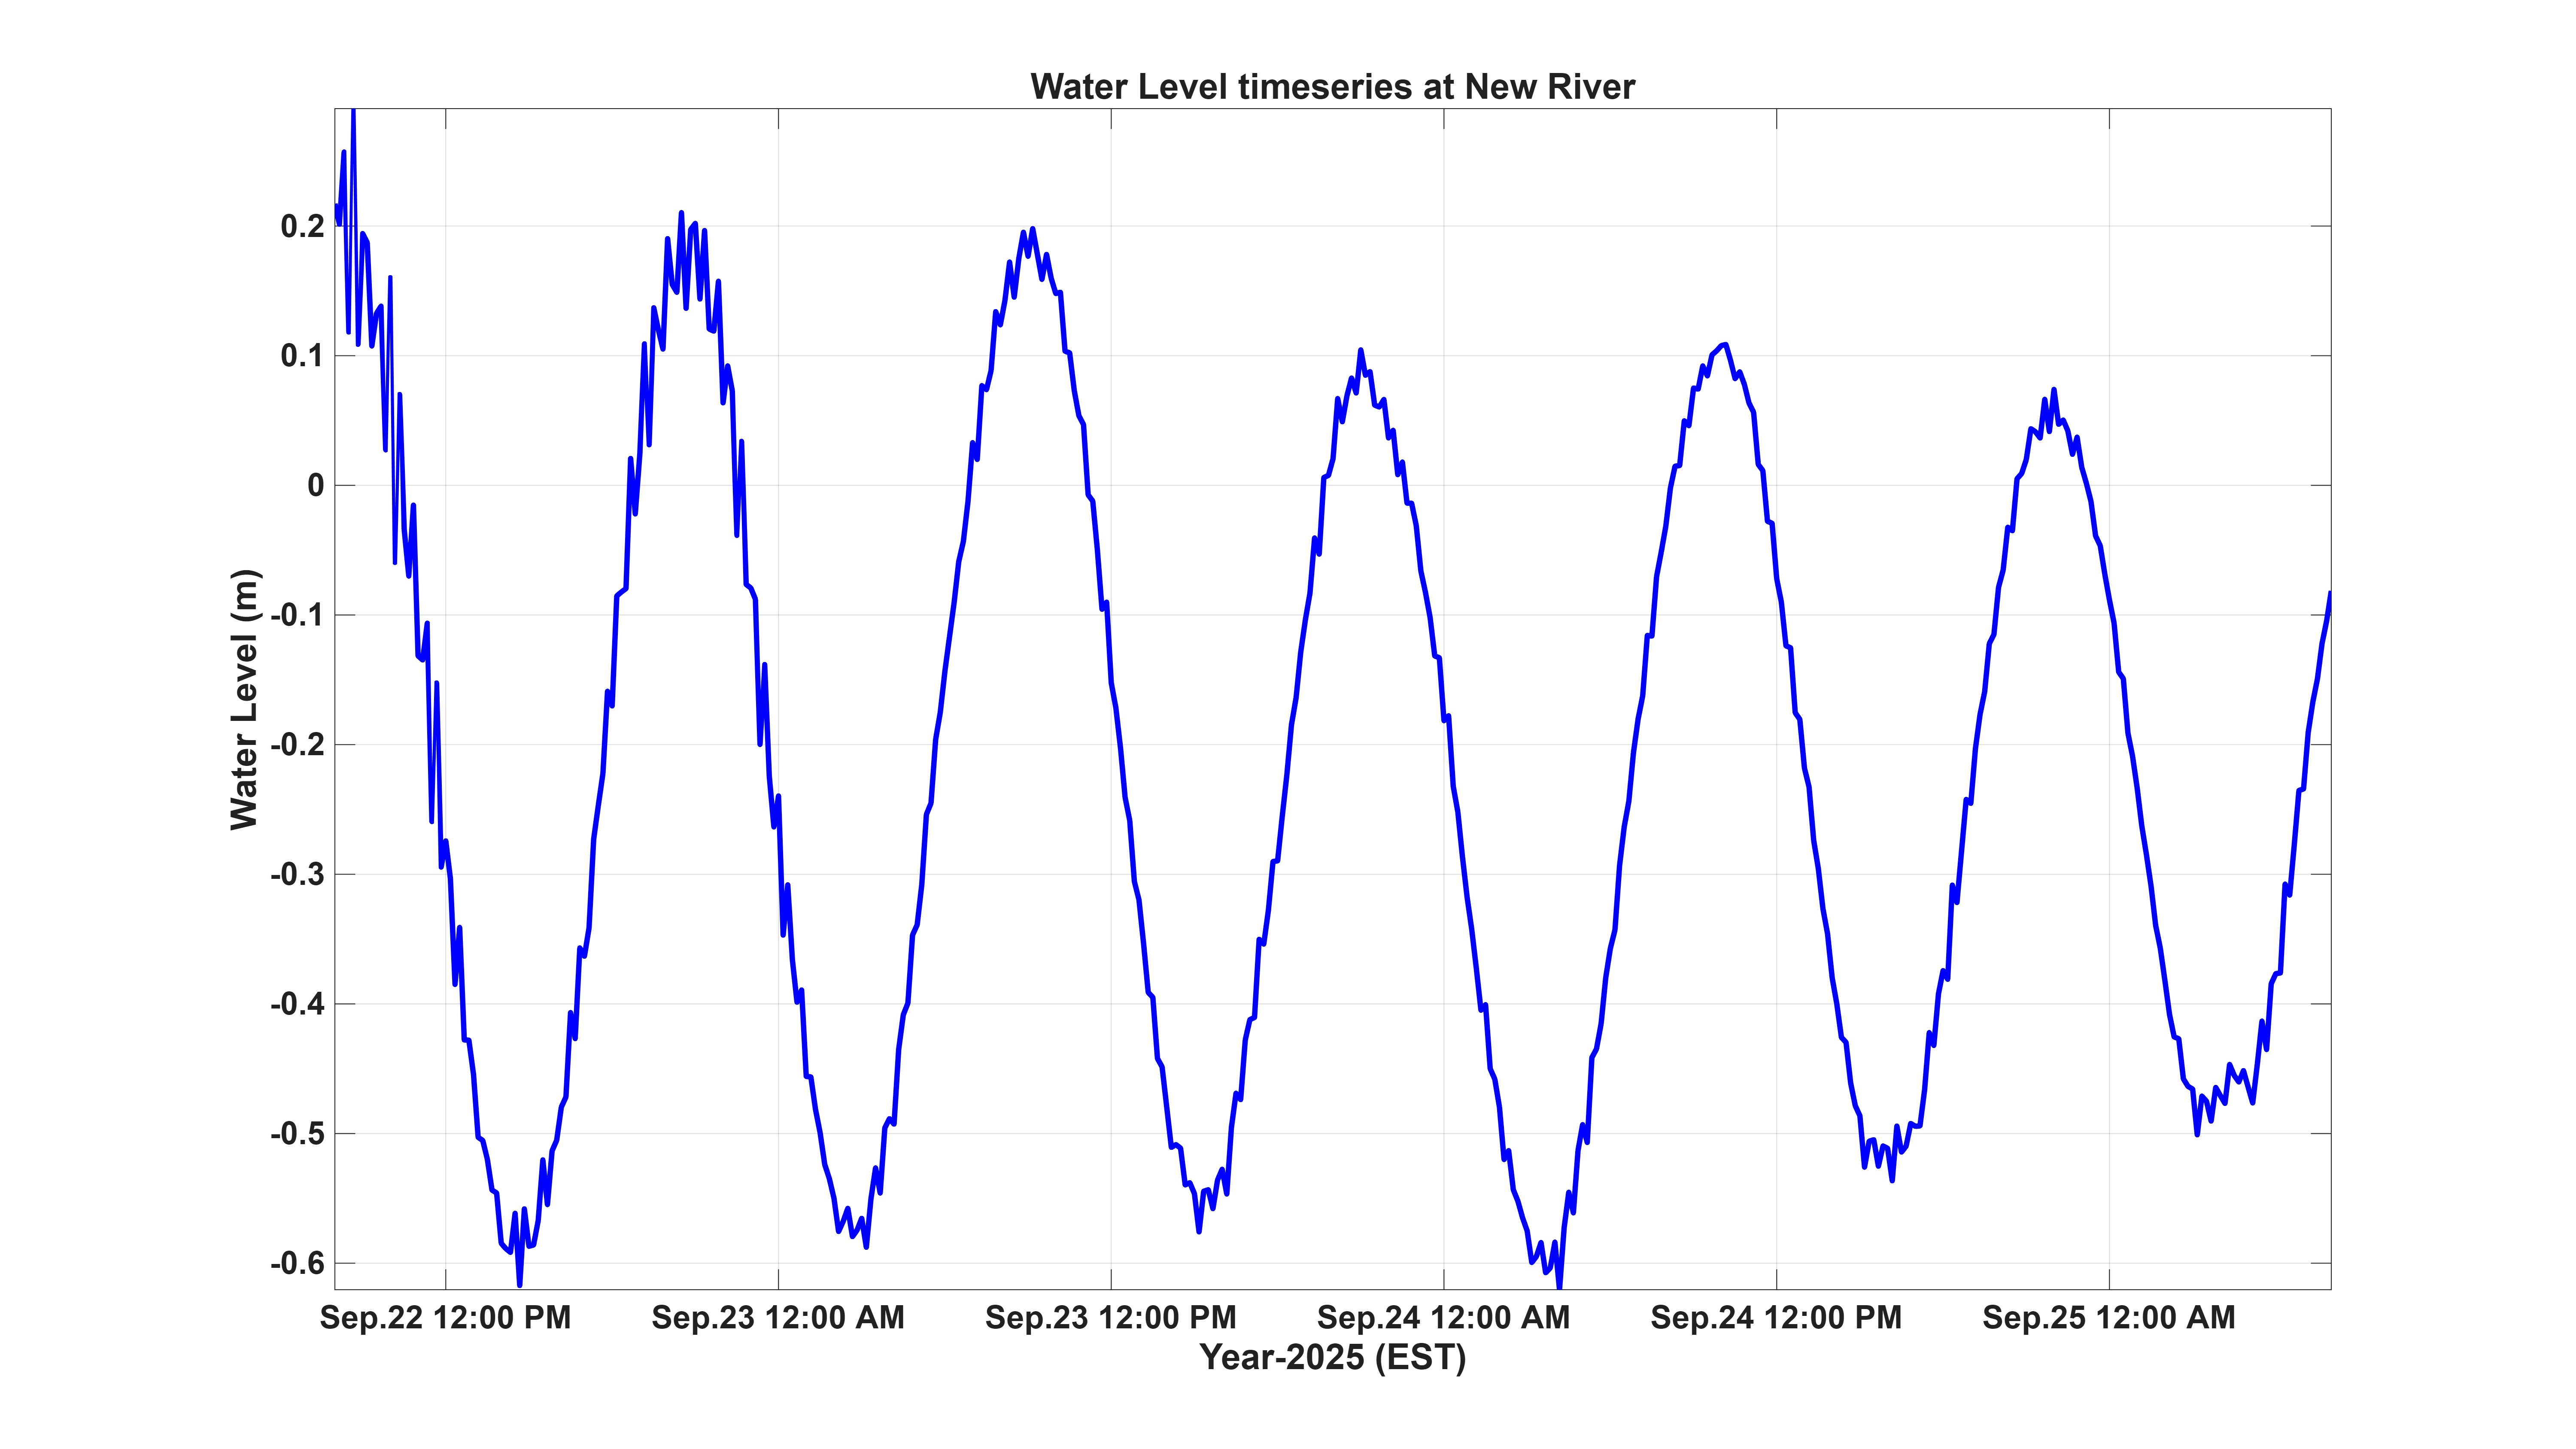 Water Level timeseries at New River
Water Level (m)
0.2
0.1
0
-0.1
-0.2
-0.3
-0.4
-0.5
-0.6
Sep.22 12:00 PM
Sep.23 12:00 AM
Sep.23 12:00 PM
Sep.24 12:00 AM
Sep.24 12:00 PM
Sep.25 12:00 AM
Year-2025 (EST)